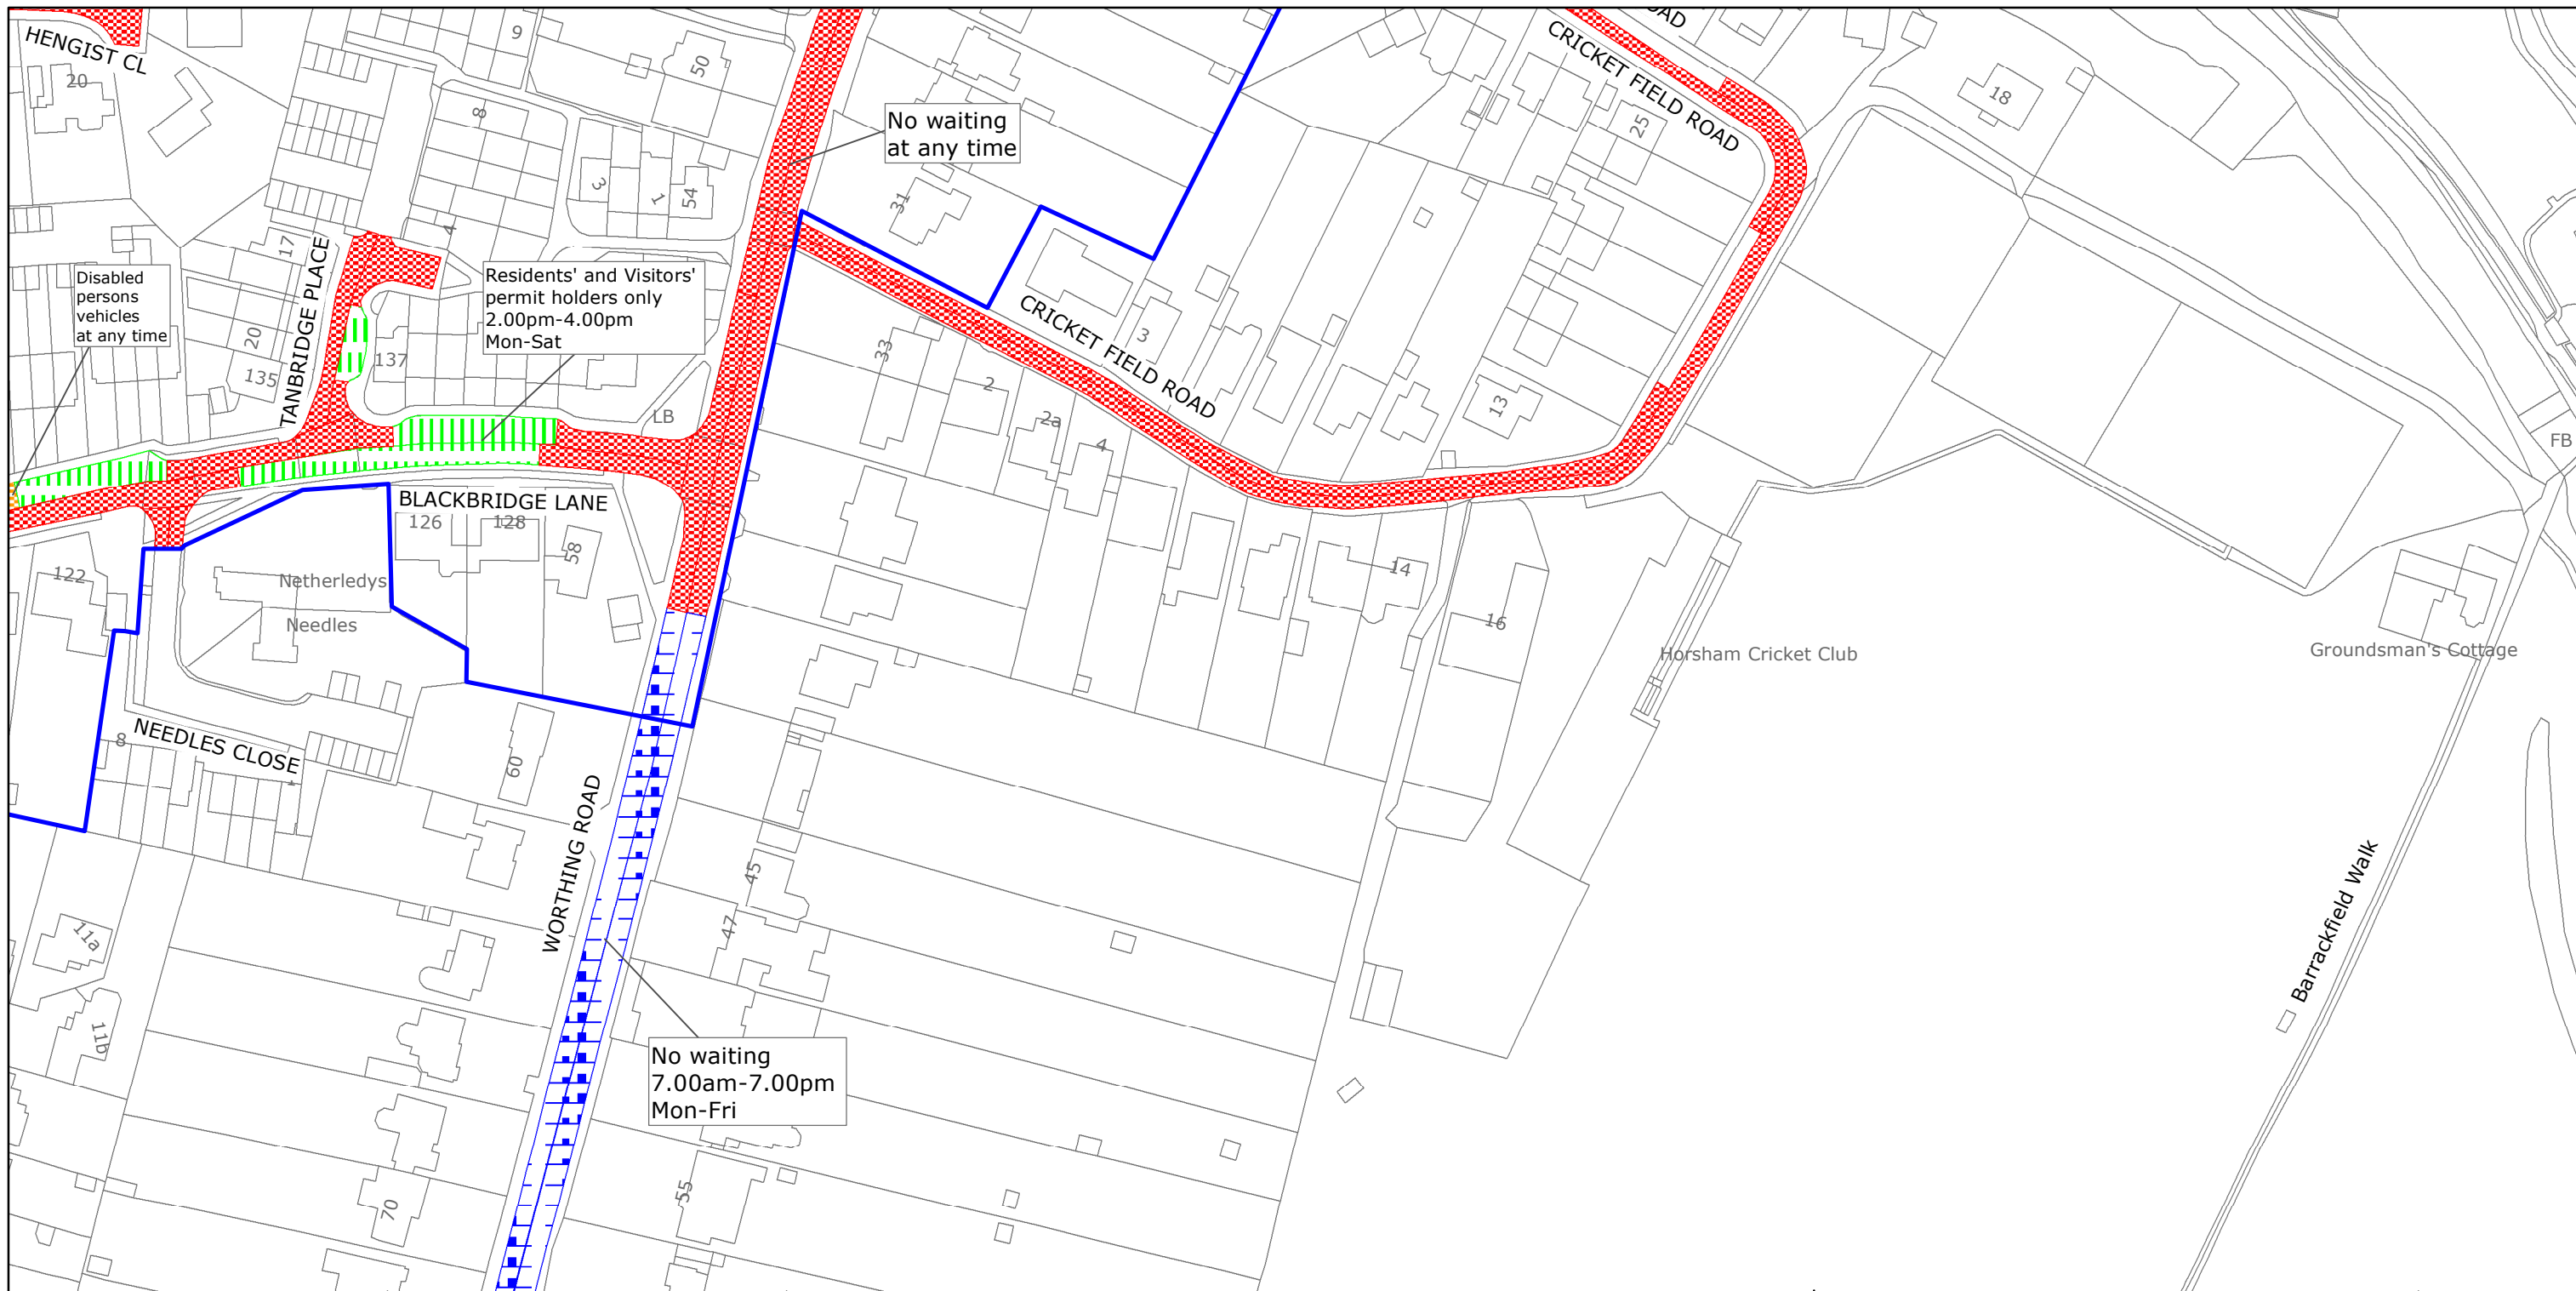 HENGIST CL
20
9
50
8
3
1
54
4
17
20
135
137
TANBRIDGE PLACE
Disabled
persons
vehicles
at any time
Residents' and Visitors'
permit holders only
2.00pm-4.00pm
Mon-Sat
No waiting
at any time
31
CRICKET FIELD ROAD
25
18
3
CRICKET FIELD ROAD
33
2
2a
4
13
LB
FB
BLACKBRIDGE LANE
126
128
58
122
Netherledys
Needles
14
16
Horsham Cricket Club
Groundsman's Cottage
8
NEEDLES CLOSE
1
60
WORTHING ROAD
45
47
11a
11b
Barrackfield Walk
No waiting
7.00am-7.00pm
Mon-Fri
70
55